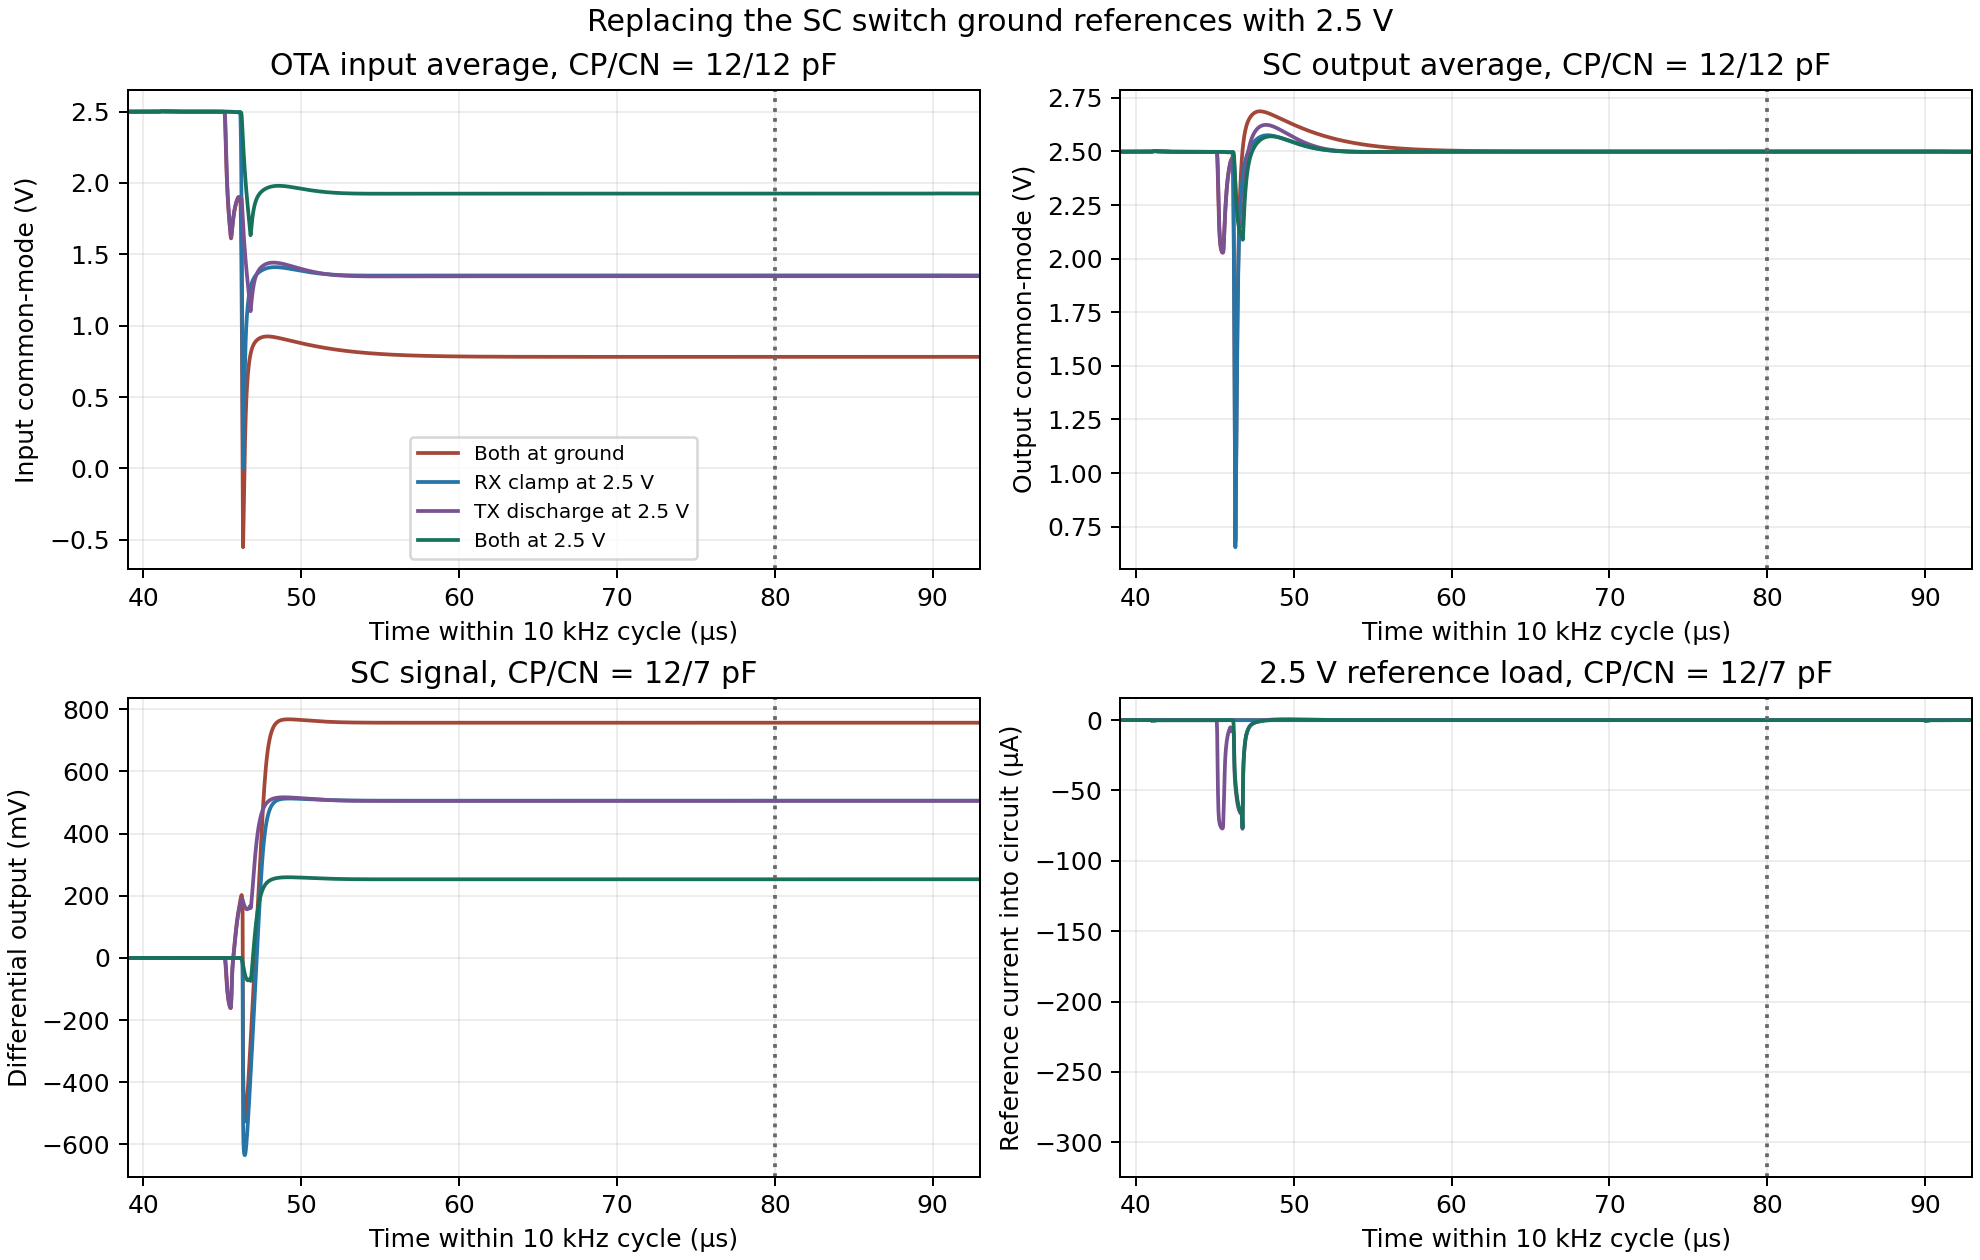 Replacing the SC switch ground references with 2.5 V
OTA input average, CP/CN = 12/12 pF
Input common-mode (V)
2.5
2.0
1.5
1.0
0.5
0.0
−0.5
Both at ground
RX clamp at 2.5 V
TX discharge at 2.5 V
Both at 2.5 V
40 50 60 70 80 90
Time within 10 kHz cycle (μs)
SC output average, CP/CN = 12/12 pF
Output common-mode (V)
2.75
2.50
2.25
2.00
1.75
1.50
1.25
1.00
0.75
40 50 60 70 80 90
Time within 10 kHz cycle (μs)
SC signal, CP/CN = 12/7 pF
Differential output (mV)
800
600
400
200
0
−200
−400
−600
40 50 60 70 80 90
Time within 10 kHz cycle (μs)
2.5 V reference load, CP/CN = 12/7 pF
Reference current into circuit (μA)
0
−50
−100
−150
−200
−250
−300
40 50 60 70 80 90
Time within 10 kHz cycle (μs)